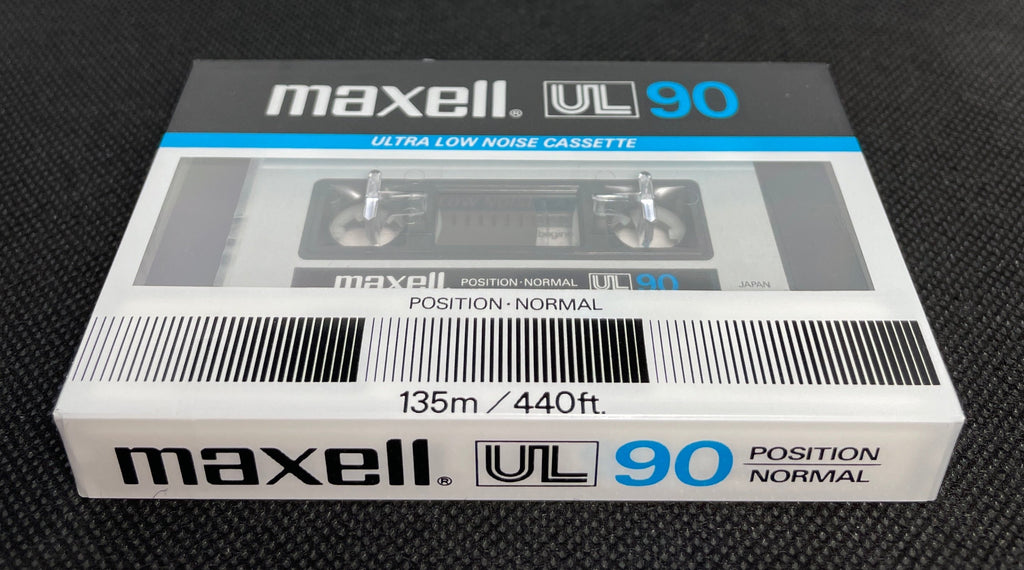 maxell® UL 90
ULTRA LOW NOISE CASSETTE
maxell POSITION·NORMAL UL 90
JAPAN
POSITION·NORMAL
135m / 440ft.
maxell® UL 90 POSITION
NORMAL